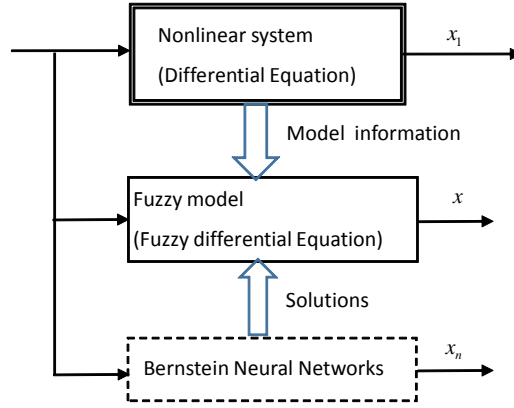 Nonlinear system
(Differential Equation)
x₁
Model information
Fuzzy model
(Fuzzy differential Equation)
x
Solutions
Bernstein Neural Networks
xₙ